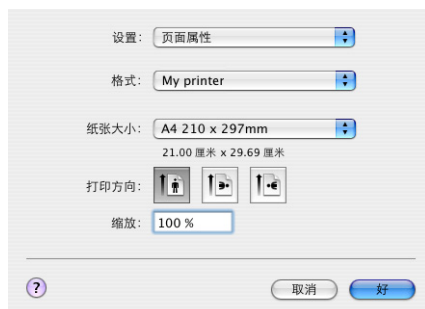 设置: 页面属性
格式: My printer
纸张大小: A4 210 x 297mm
21.00 厘米 x 29.69 厘米
打印方向:
缩放: 100 %
? 取消 好